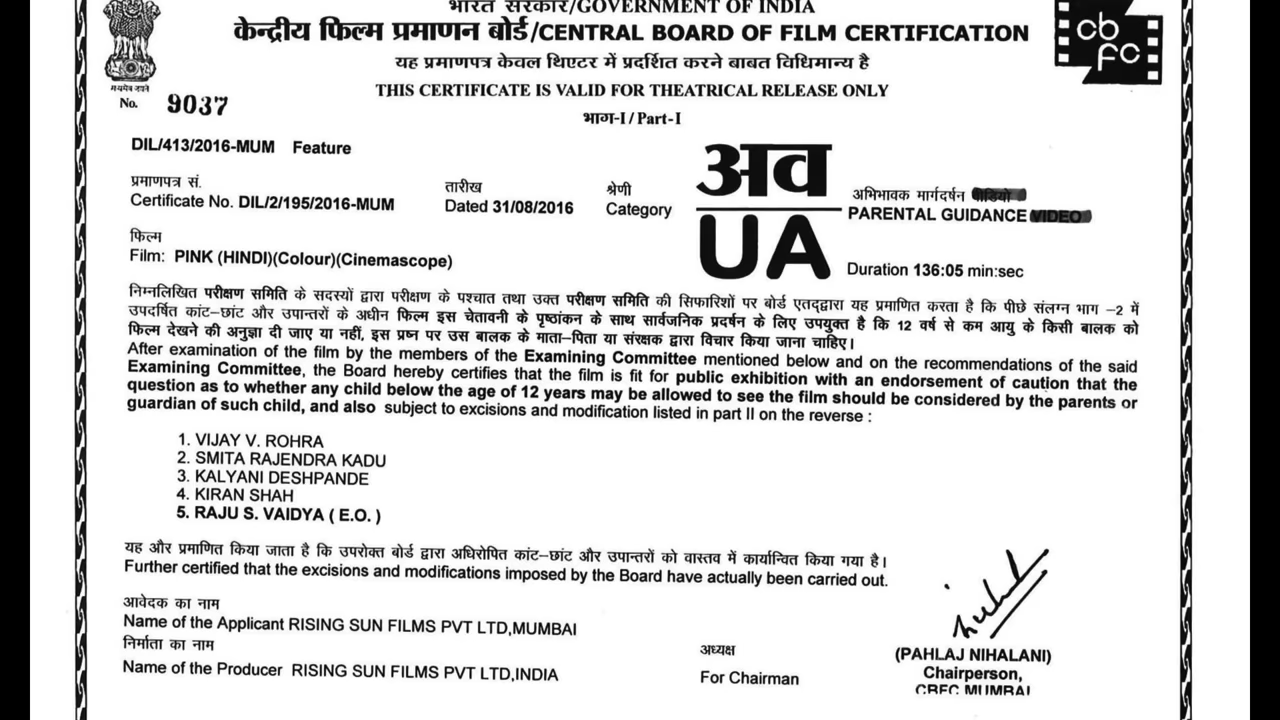 भारत सरकार/GOVERNMENT OF INDIA
केन्द्रीय फिल्म प्रमाणन बोर्ड/CENTRAL BOARD OF FILM CERTIFICATION
cb
fc
यह प्रमाणपत्र केवल थिएटर में प्रदर्शित करने बाबत विधिमान्य है
THIS CERTIFICATE IS VALID FOR THEATRICAL RELEASE ONLY
No. 9037
भाग-I/Part-I
DIL/413/2016-MUM Feature
प्रमाणपत्र सं.
Certificate No. DIL/2/195/2016-MUM
तारीख
Dated 31/08/2016
श्रेणी
Category
अव
UA
अभिभावक मार्गदर्षन वीडियो
PARENTAL GUIDANCE VIDEO
फिल्म
Film: PINK (HINDI)(Colour)(Cinemascope)
Duration 136:05 min:sec
निम्नलिखित परीक्षण समिति के सदस्यों द्वारा परीक्षण के पश्चात तथा उक्त परीक्षण समिति की सिफारिशों पर बोर्ड एतद्द्वारा यह प्रमाणित करता है कि पीछे संलग्न भाग -2 में
उपदर्षित कांट-छांट और उपान्तरों के अधीन फिल्म इस चेतावनी के पृष्ठांकन के साथ सार्वजनिक प्रदर्षन के लिए उपयुक्त है कि 12 वर्ष से कम आयु के किसी बालक को
फिल्म देखने की अनुज्ञा दी जाए या नहीं, इस प्रष्न पर उस बालक के माता-पिता या संरक्षक द्वारा विचार किया जाना चाहिए।
After examination of the film by the members of the Examining Committee mentioned below and on the recommendations of the said
Examining Committee, the Board hereby certifies that the film is fit for public exhibition with an endorsement of caution that the
question as to whether any child below the age of 12 years may be allowed to see the film should be considered by the parents or
guardian of such child, and also subject to excisions and modification listed in part II on the reverse :
1. VIJAY V. ROHRA
2. SMITA RAJENDRA KADU
3. KALYANI DESHPANDE
4. KIRAN SHAH
5. RAJU S. VAIDYA ( E.O. )
यह और प्रमाणित किया जाता है कि उपरोक्त बोर्ड द्वारा अधिरोपित कांट-छांट और उपान्तरों को वास्तव में कार्यान्वित किया गया है।
Further certified that the excisions and modifications imposed by the Board have actually been carried out.
आवेदक का नाम
Name of the Applicant RISING SUN FILMS PVT LTD,MUMBAI
निर्माता का नाम
Name of the Producer RISING SUN FILMS PVT LTD,INDIA
अध्यक्ष
For Chairman
(PAHLAJ NIHALANI)
Chairperson,
CBFC MUMBAI